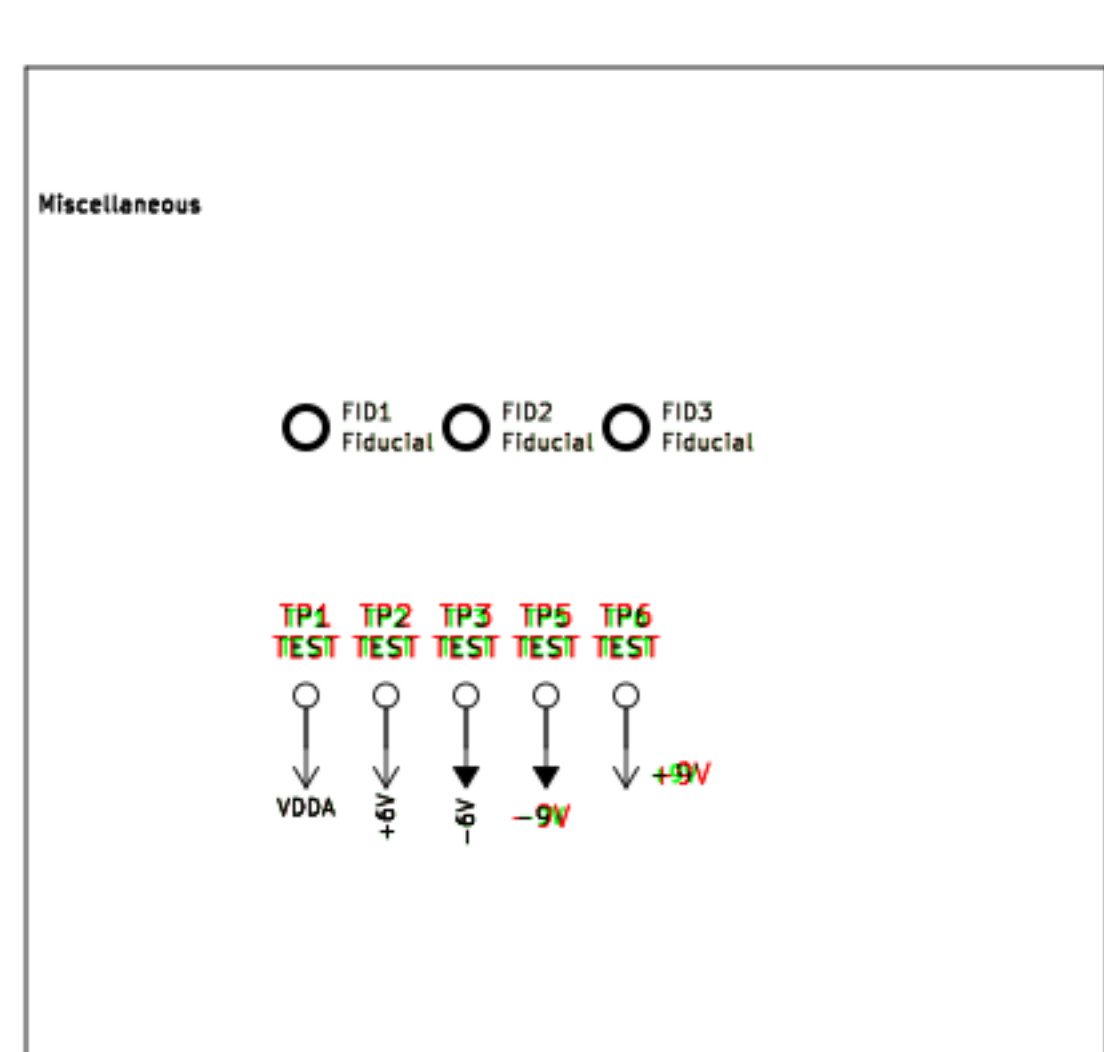 Miscellaneous
FID1 FID2 FID3
Fiducial Fiducial Fiducial
TP1 TP2 TP3 TP5 TP6
TEST TEST TEST TEST TEST
+9V
VDDA +6V -6V -9V